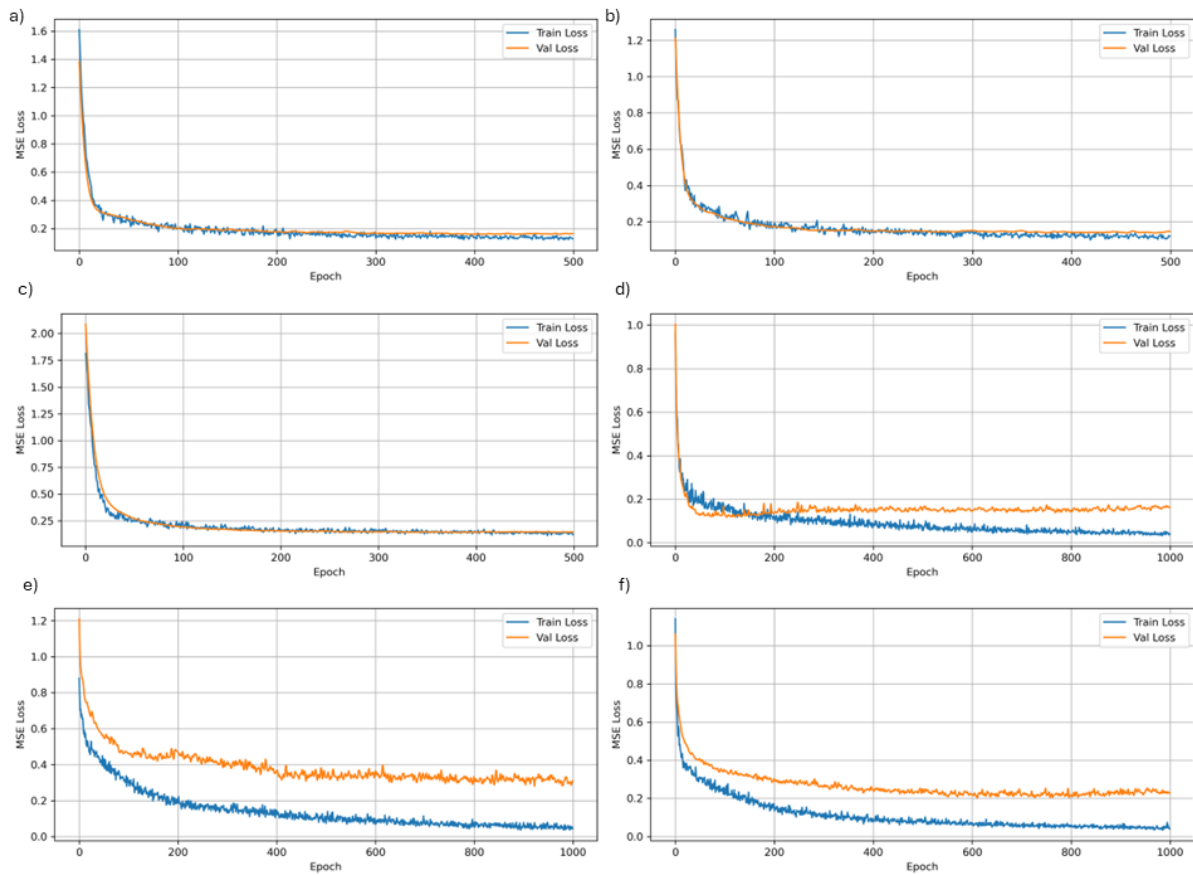 a)
1.6
1.4
1.2
1.0
0.8
0.6
0.4
0.2
MSE Loss
Train Loss
Val Loss
0 100 200 300 400 500
Epoch
b)
1.2
1.0
0.8
0.6
0.4
0.2
MSE Loss
Train Loss
Val Loss
0 100 200 300 400 500
Epoch
c)
2.00
1.75
1.50
1.25
1.00
0.75
0.50
0.25
MSE Loss
Train Loss
Val Loss
0 100 200 300 400 500
Epoch
d)
1.0
0.8
0.6
0.4
0.2
0.0
MSE Loss
Train Loss
Val Loss
0 200 400 600 800 1000
Epoch
e)
1.2
1.0
0.8
0.6
0.4
0.2
0.0
MSE Loss
Train Loss
Val Loss
0 200 400 600 800 1000
Epoch
f)
1.0
0.8
0.6
0.4
0.2
0.0
MSE Loss
Train Loss
Val Loss
0 200 400 600 800 1000
Epoch